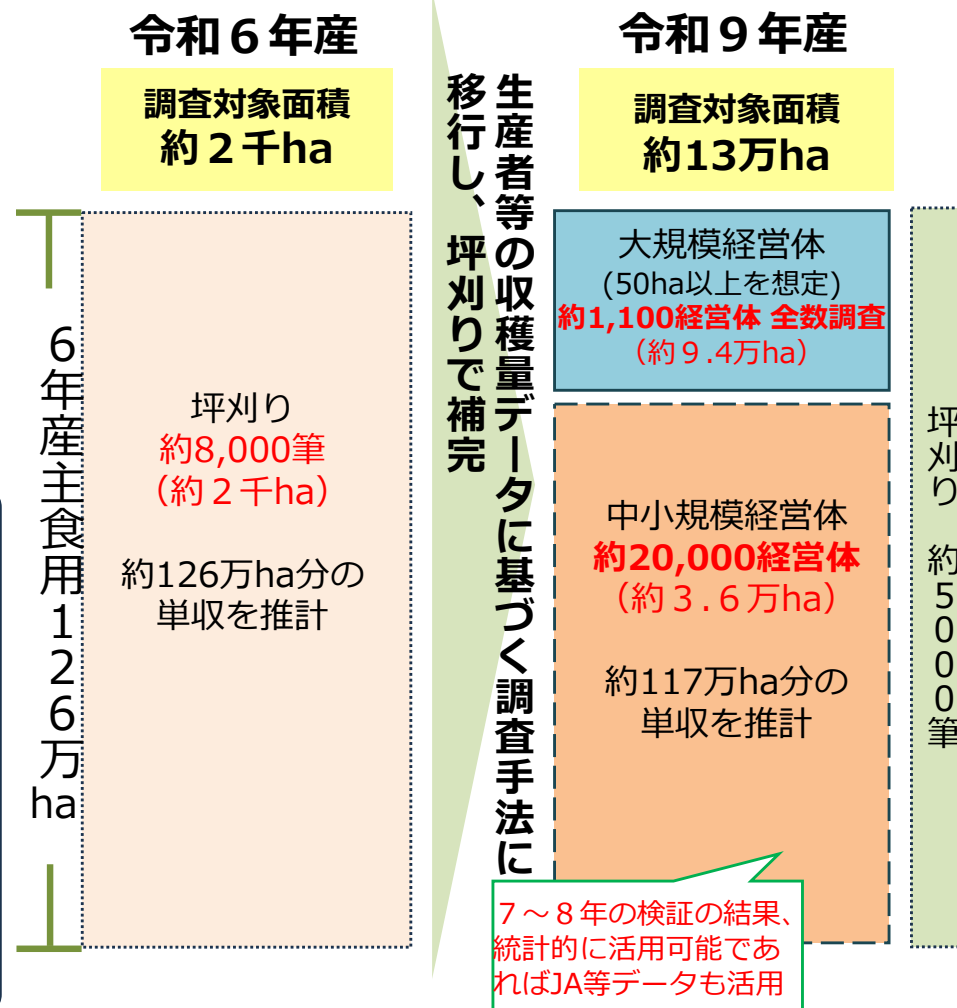 令和６年産
調査対象面積
約２千ha
6年産主食用126万ha
坪刈り
約8,000筆
（約２千ha）
約126万ha分の
単収を推計
生産者等の収穫量データに基づく調査手法に
移行し、坪刈りで補完
令和９年産
調査対象面積
約13万ha
大規模経営体
(50ha以上を想定)
約1,100経営体 全数調査
（約９.4万ha）
中小規模経営体
約20,000経営体
（約３.６万ha）
約117万ha分の
単収を推計
７～８年の検証の結果、
統計的に活用可能であ
ればJA等データも活用
坪刈り　約5000筆